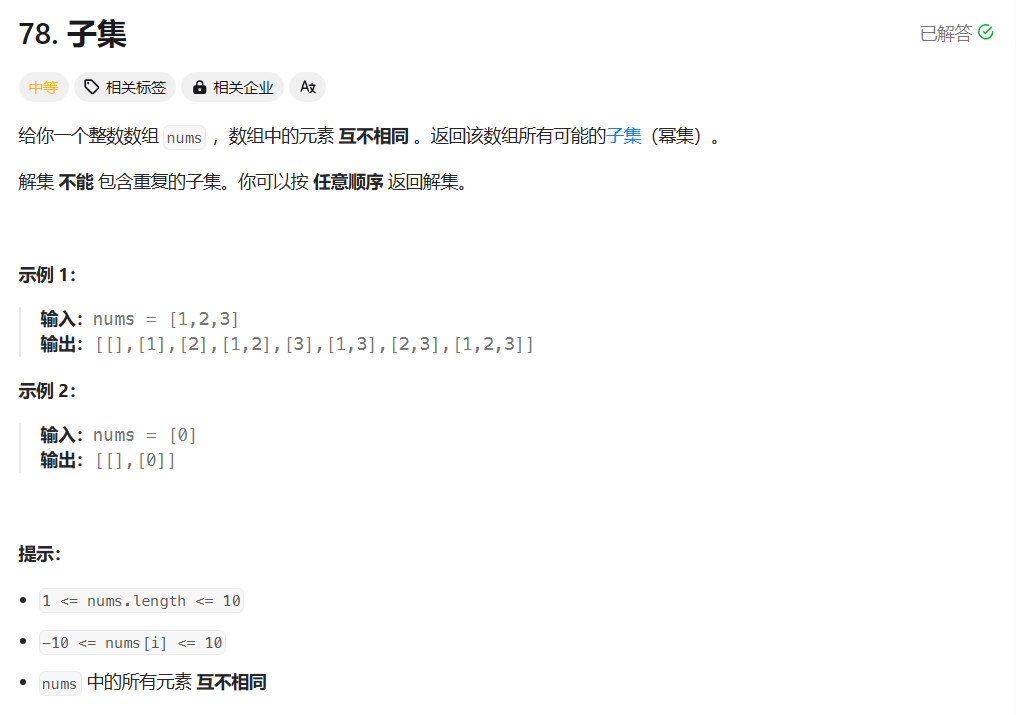 78. 子集
已解答
中等 相关标签 相关企业 Aあ
给你一个整数数组 nums ，数组中的元素 互不相同 。返回该数组所有可能的子集（幂集）。
解集 不能 包含重复的子集。你可以按 任意顺序 返回解集。
示例 1：
输入：nums = [1,2,3]
输出：[[],[1],[2],[1,2],[3],[1,3],[2,3],[1,2,3]]
示例 2：
输入：nums = [0]
输出：[[],[0]]
提示：
1 <= nums.length <= 10
-10 <= nums[i] <= 10
nums 中的所有元素 互不相同